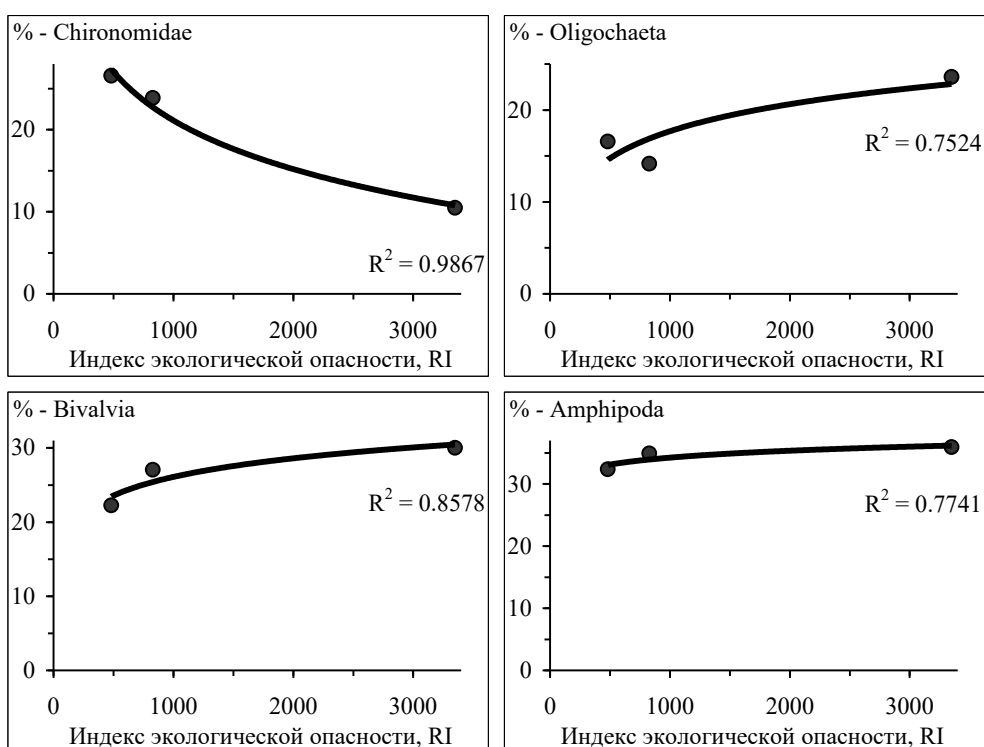 % - Chironomidae
20
10
0
R² = 0.9867
0 1000 2000 3000
Индекс экологической опасности, RI
% - Oligochaeta
20
10
0
R² = 0.7524
0 1000 2000 3000
Индекс экологической опасности, RI
% - Bivalvia
30
20
10
0
R² = 0.8578
0 1000 2000 3000
Индекс экологической опасности, RI
% - Amphipoda
30
20
10
0
R² = 0.7741
0 1000 2000 3000
Индекс экологической опасности, RI